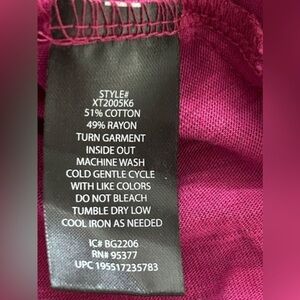 STYLE#
XT2005K6
51% COTTON
49% RAYON
TURN GARMENT
INSIDE OUT
MACHINE WASH
COLD GENTLE CYCLE
WITH LIKE COLORS
DO NOT BLEACH
TUMBLE DRY LOW
COOL IRON AS NEEDED
IC# BG2206
RN# 95377
UPC 195517235783